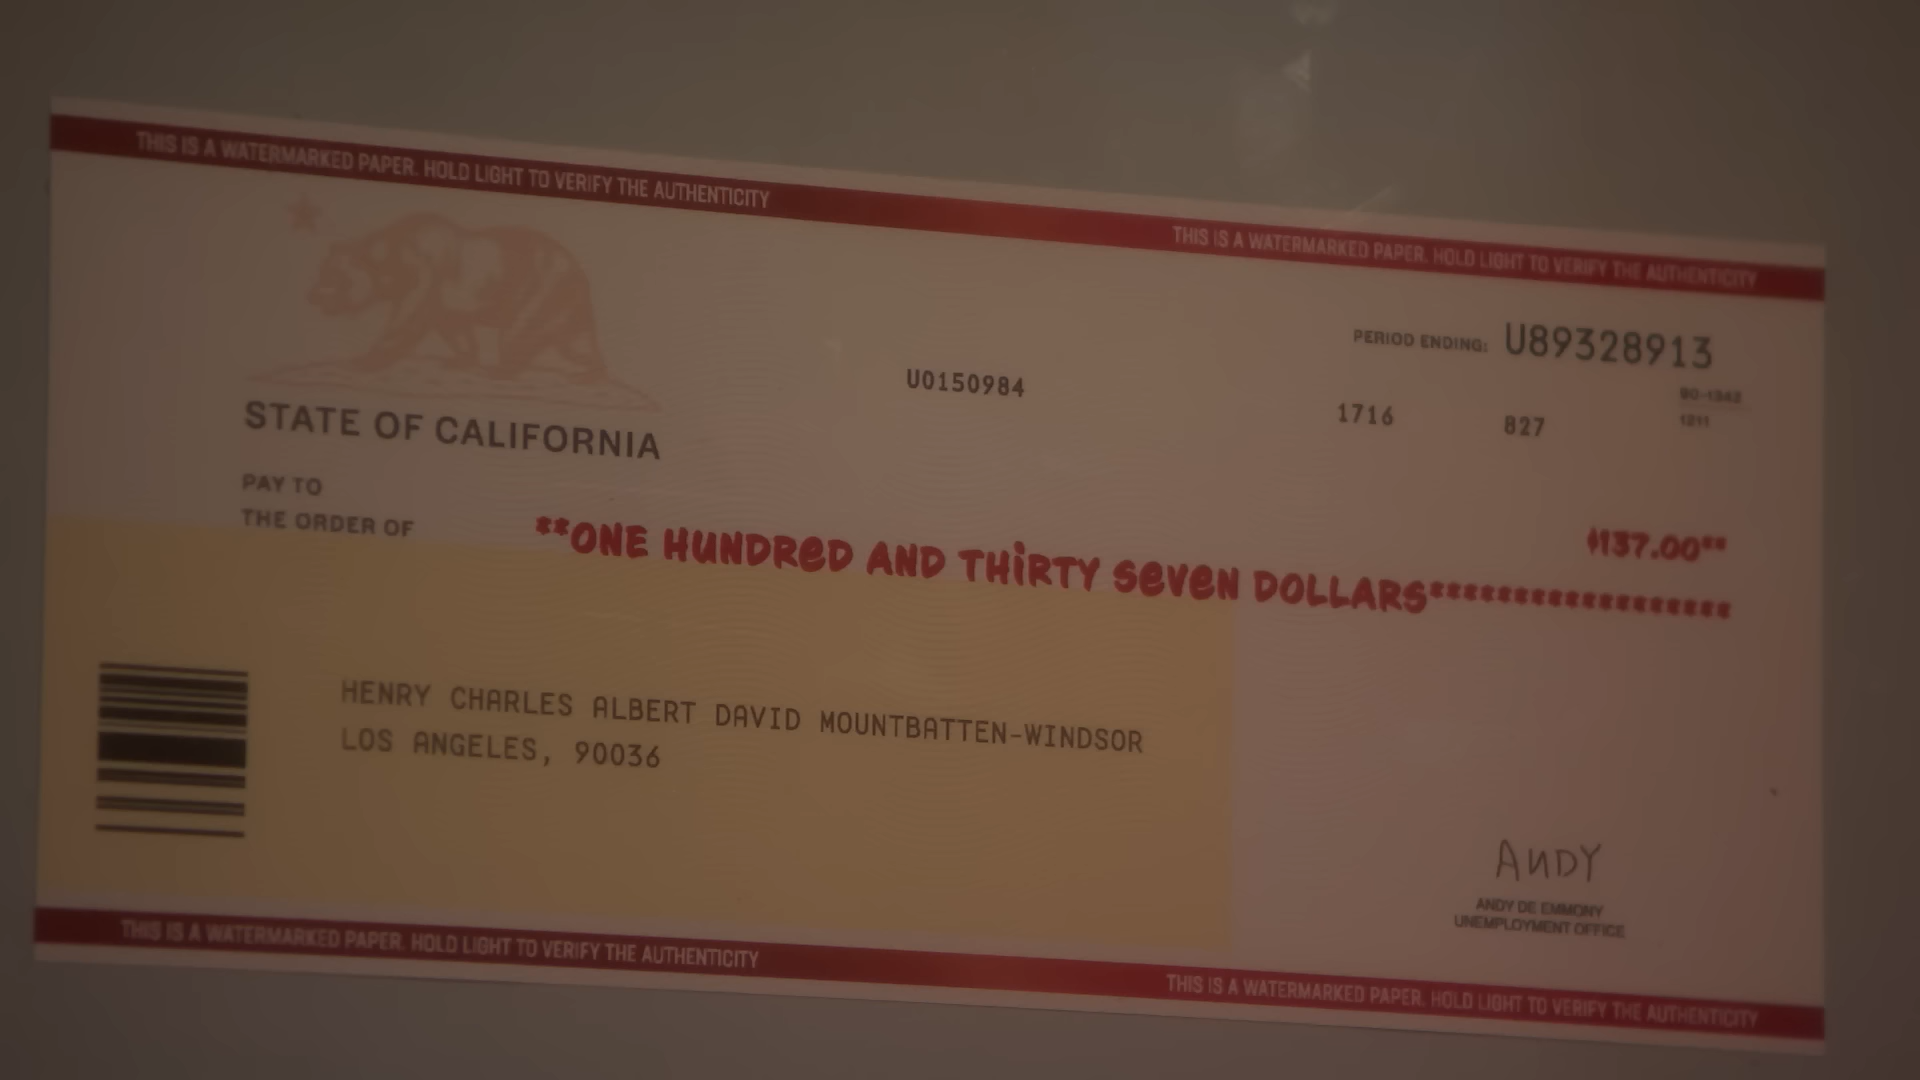 THIS IS A WATERMARKED PAPER. HOLD LIGHT TO VERIFY THE AUTHENTICITY
THIS IS A WATERMARKED PAPER. HOLD LIGHT TO VERIFY THE AUTHENTICITY
PERIOD ENDING: U89328913
U0150984
90-1342
1716
827
1211
STATE OF CALIFORNIA
PAY TO
THE ORDER OF
$137.00**
**ONE HUNDRED AND THIRTY SEVEN DOLLARS******************
HENRY CHARLES ALBERT DAVID MOUNTBATTEN-WINDSOR
LOS ANGELES, 90036
ANDY
ANDY DE EMMONY
UNEMPLOYMENT OFFICE
THIS IS A WATERMARKED PAPER. HOLD LIGHT TO VERIFY THE AUTHENTICITY
THIS IS A WATERMARKED PAPER. HOLD LIGHT TO VERIFY THE AUTHENTICITY